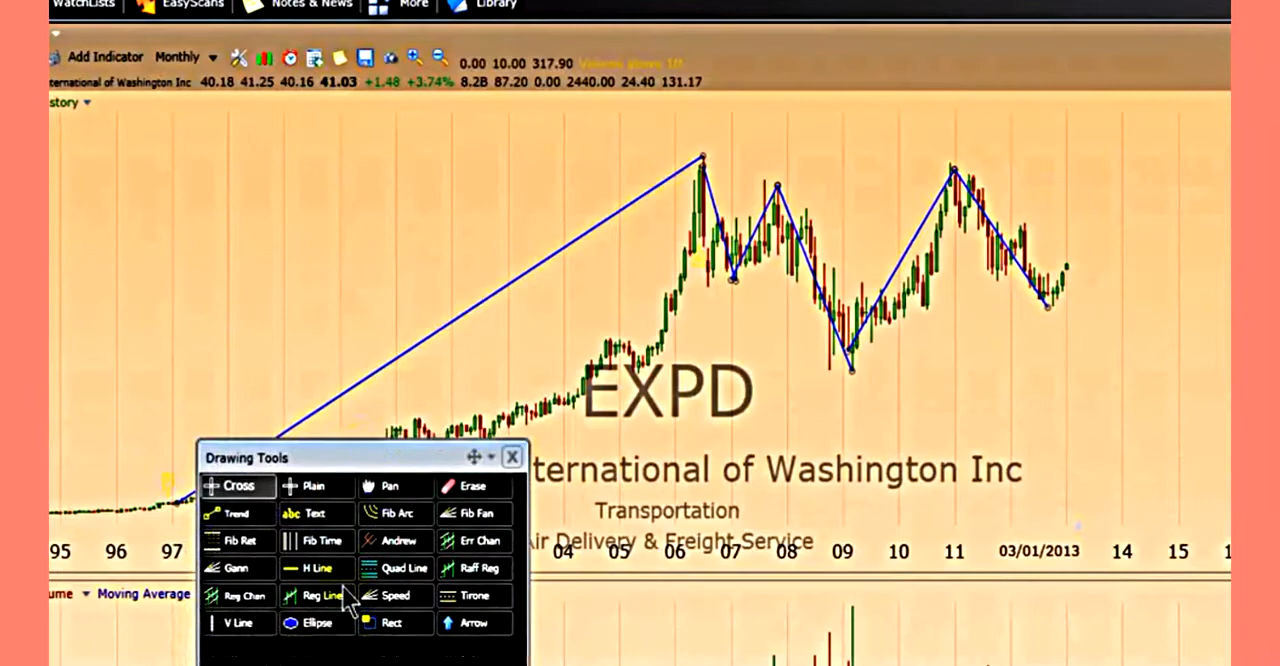 WatchLists EasyScans Notes & News More Library
Add Indicator Monthly 0.00 10.00 317.90
ternational of Washington Inc 40.18 41.25 40.16 41.03 +1.48 +3.74% 8.2B 87.20 0.00 2440.00 24.40 131.17
story
EXPD
ternational of Washington Inc
Transportation
Air Delivery & Freight Service
95 96 97 04 05 06 07 08 09 10 11 03/01/2013 14 15 1
Drawing Tools X
Cross Plain Pan Erase
Trend abc Text Fib Arc Fib Fan
Fib Ret Fib Time Andrew Err Chan
Gann H Line Quad Line Raff Reg
Reg Chan Reg Line Speed Tirone
V Line Ellipse Rect Arrow
ume Moving Average